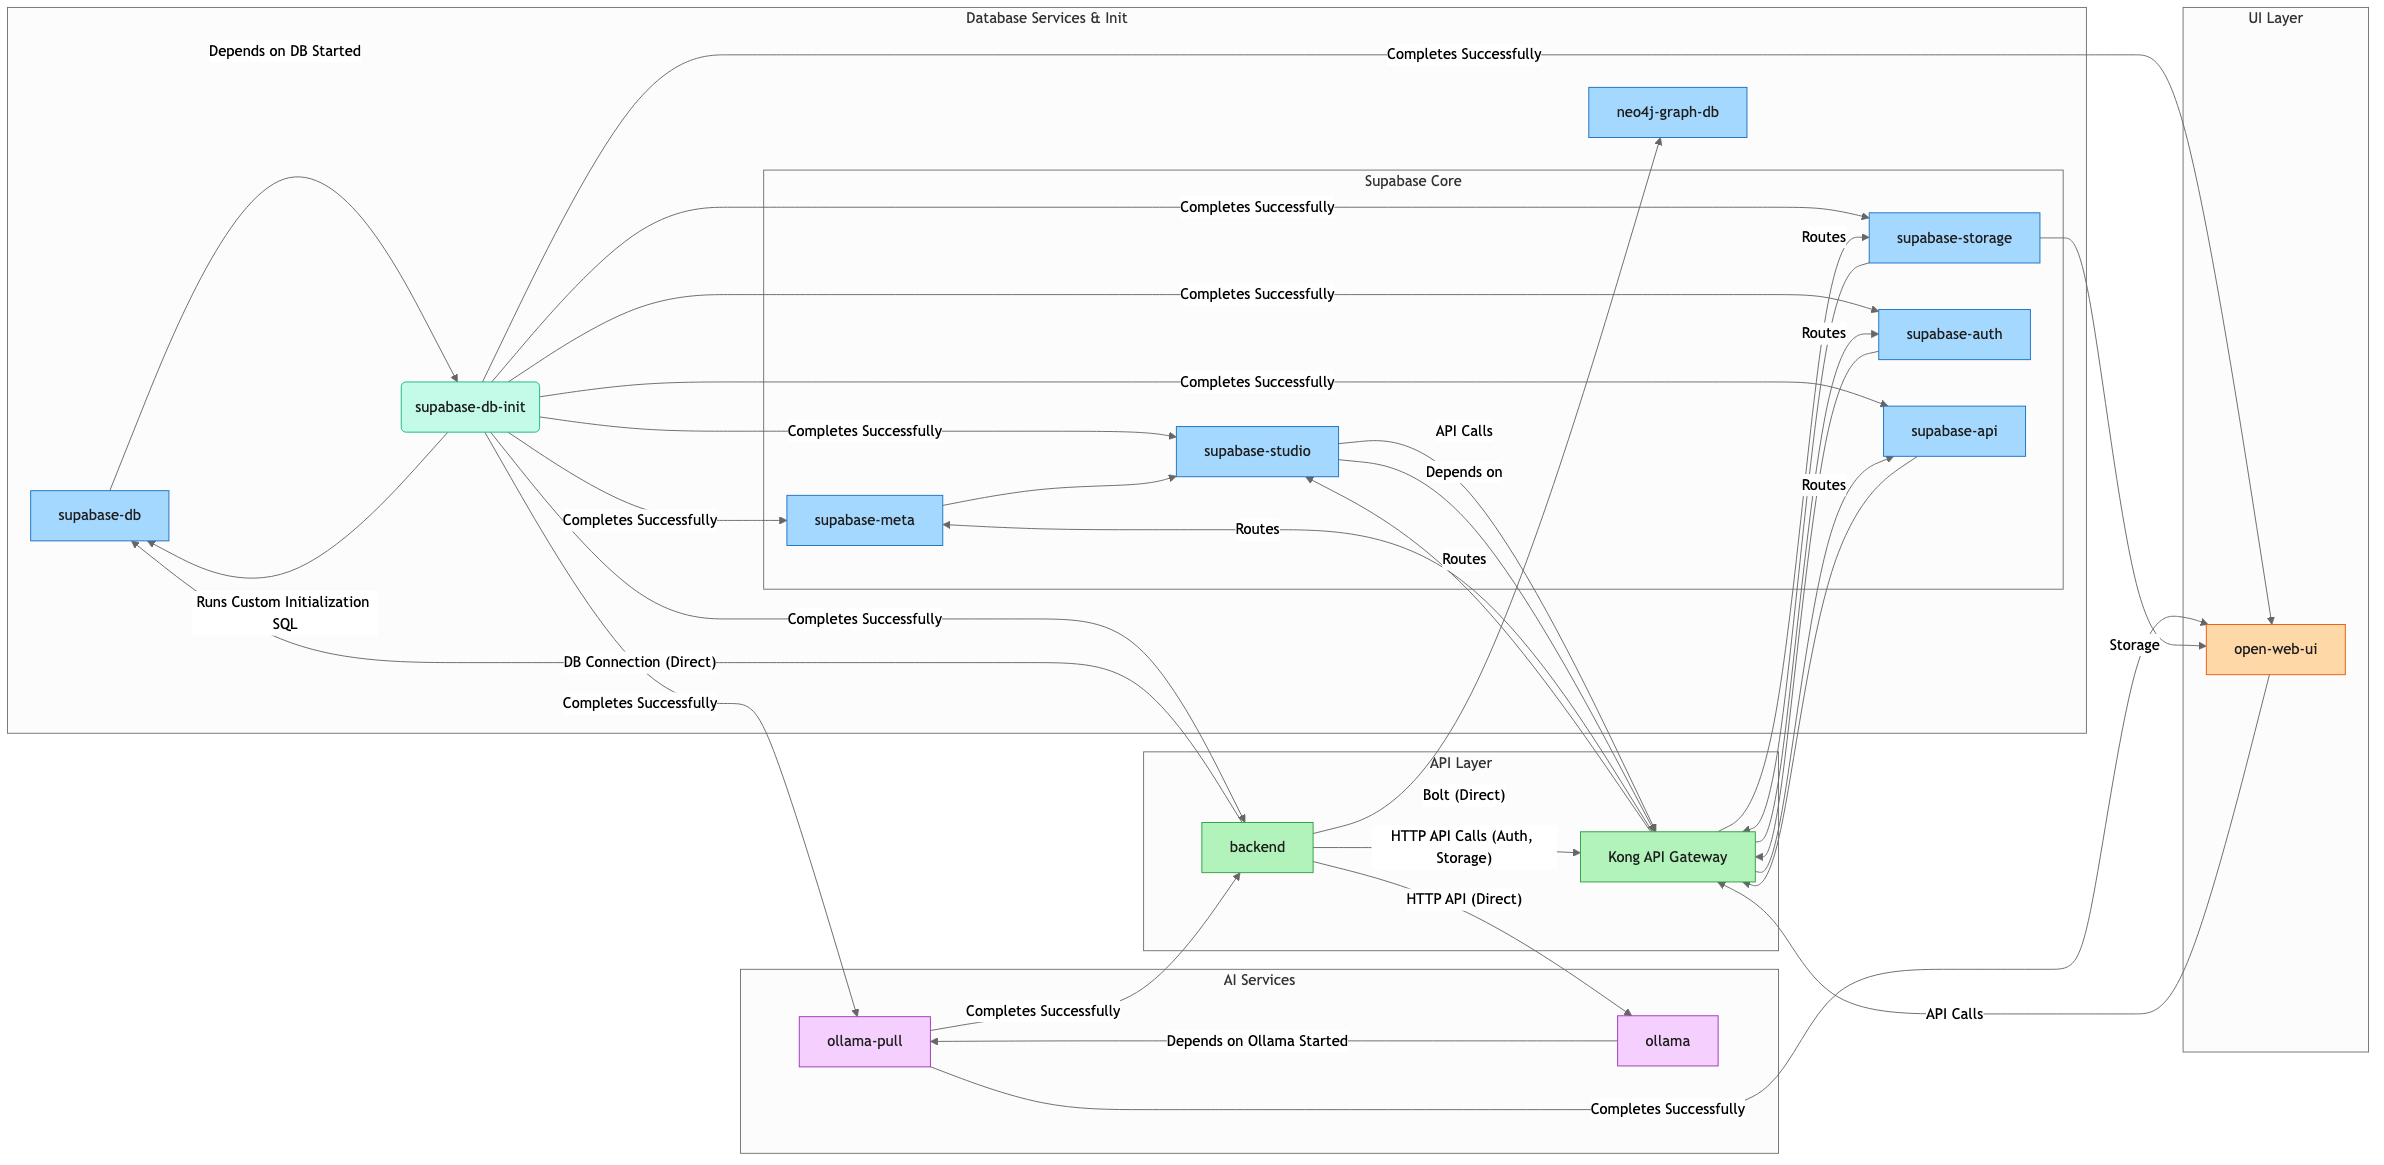 Database Services & Init
UI Layer
Depends on DB Started
Completes Successfully
neo4j-graph-db
Supabase Core
Completes Successfully
Routes
supabase-storage
Completes Successfully
Routes
supabase-auth
Completes Successfully
supabase-db-init
Completes Successfully
API Calls
supabase-api
supabase-studio
Depends on
Routes
supabase-db
Completes Successfully
supabase-meta
Routes
Routes
Runs Custom Initialization
SQL
Completes Successfully
Storage
open-web-ui
DB Connection (Direct)
Completes Successfully
API Layer
Bolt (Direct)
HTTP API Calls (Auth,
Storage)
backend
Kong API Gateway
HTTP API (Direct)
AI Services
Completes Successfully
API Calls
ollama-pull
Depends on Ollama Started
ollama
Completes Successfully